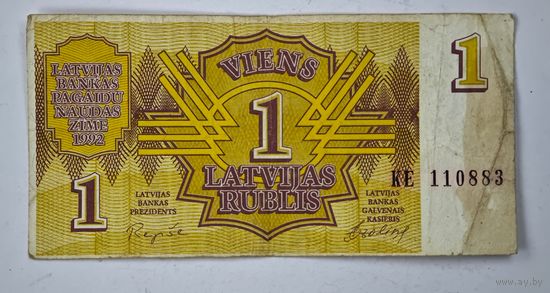 LATVIJAS
BANKAS
PAGAIDU
NAUDAS
ZĪME
1992
VIENS
1
LATVIJAS
RUBLIS
1
KE 110883
1
LATVIJAS
BANKAS
PREZIDENTS
Repše
LATVIJAS
BANKAS
GALVENAIS
KASIERIS
www.ay.by